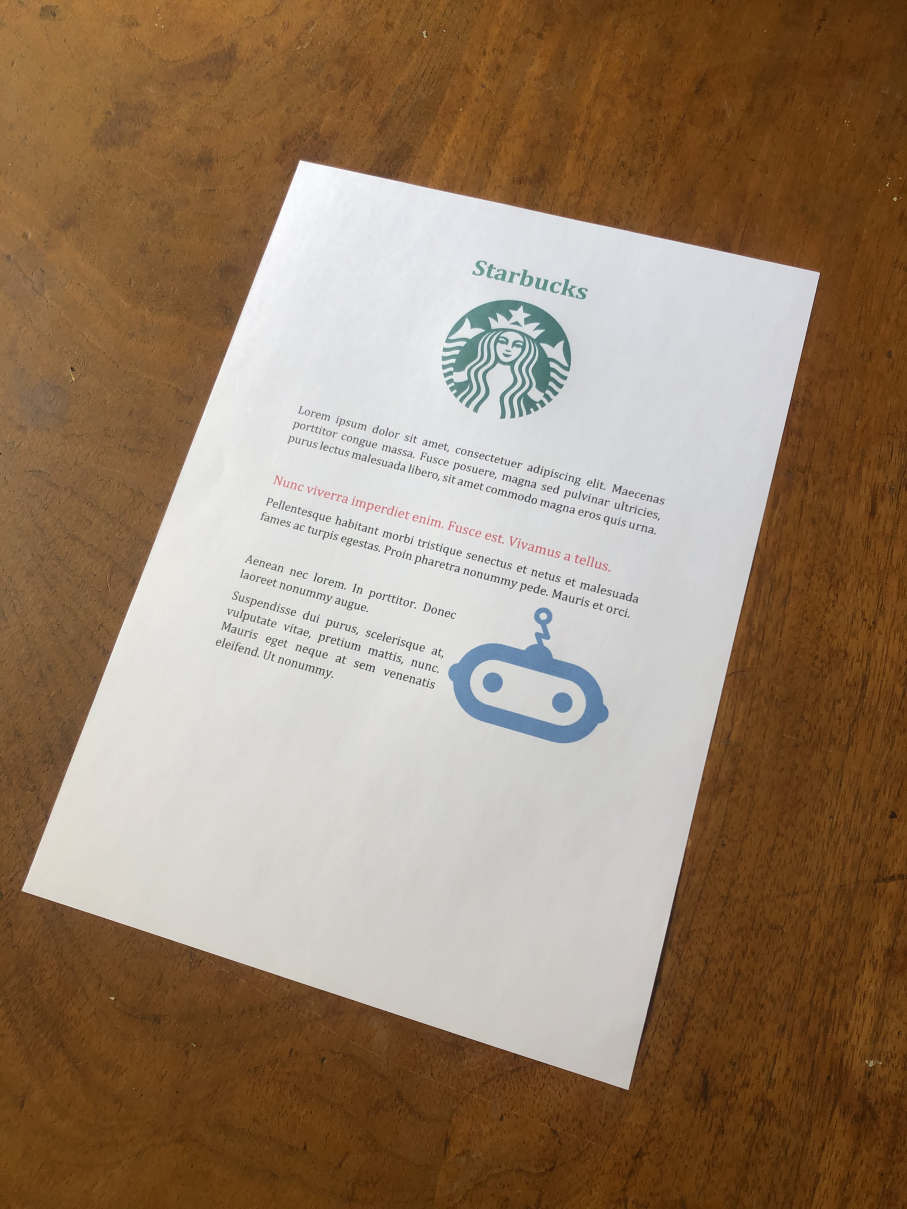 Starbucks
Lorem ipsum dolor sit amet, consectetuer adipiscing elit. Maecenas
porttitor congue massa. Fusce posuere, magna sed pulvinar ultricies,
purus lectus malesuada libero, sit amet commodo magna eros quis urna.
Nunc viverra imperdiet enim. Fusce est. Vivamus a tellus.
Pellentesque habitant morbi tristique senectus et netus et malesuada
fames ac turpis egestas. Proin pharetra nonummy pede. Mauris et orci.
Aenean nec lorem. In porttitor. Donec
laoreet nonummy augue.
Suspendisse dui purus, scelerisque at,
vulputate vitae, pretium mattis, nunc.
Mauris eget neque at sem venenatis
eleifend. Ut nonummy.